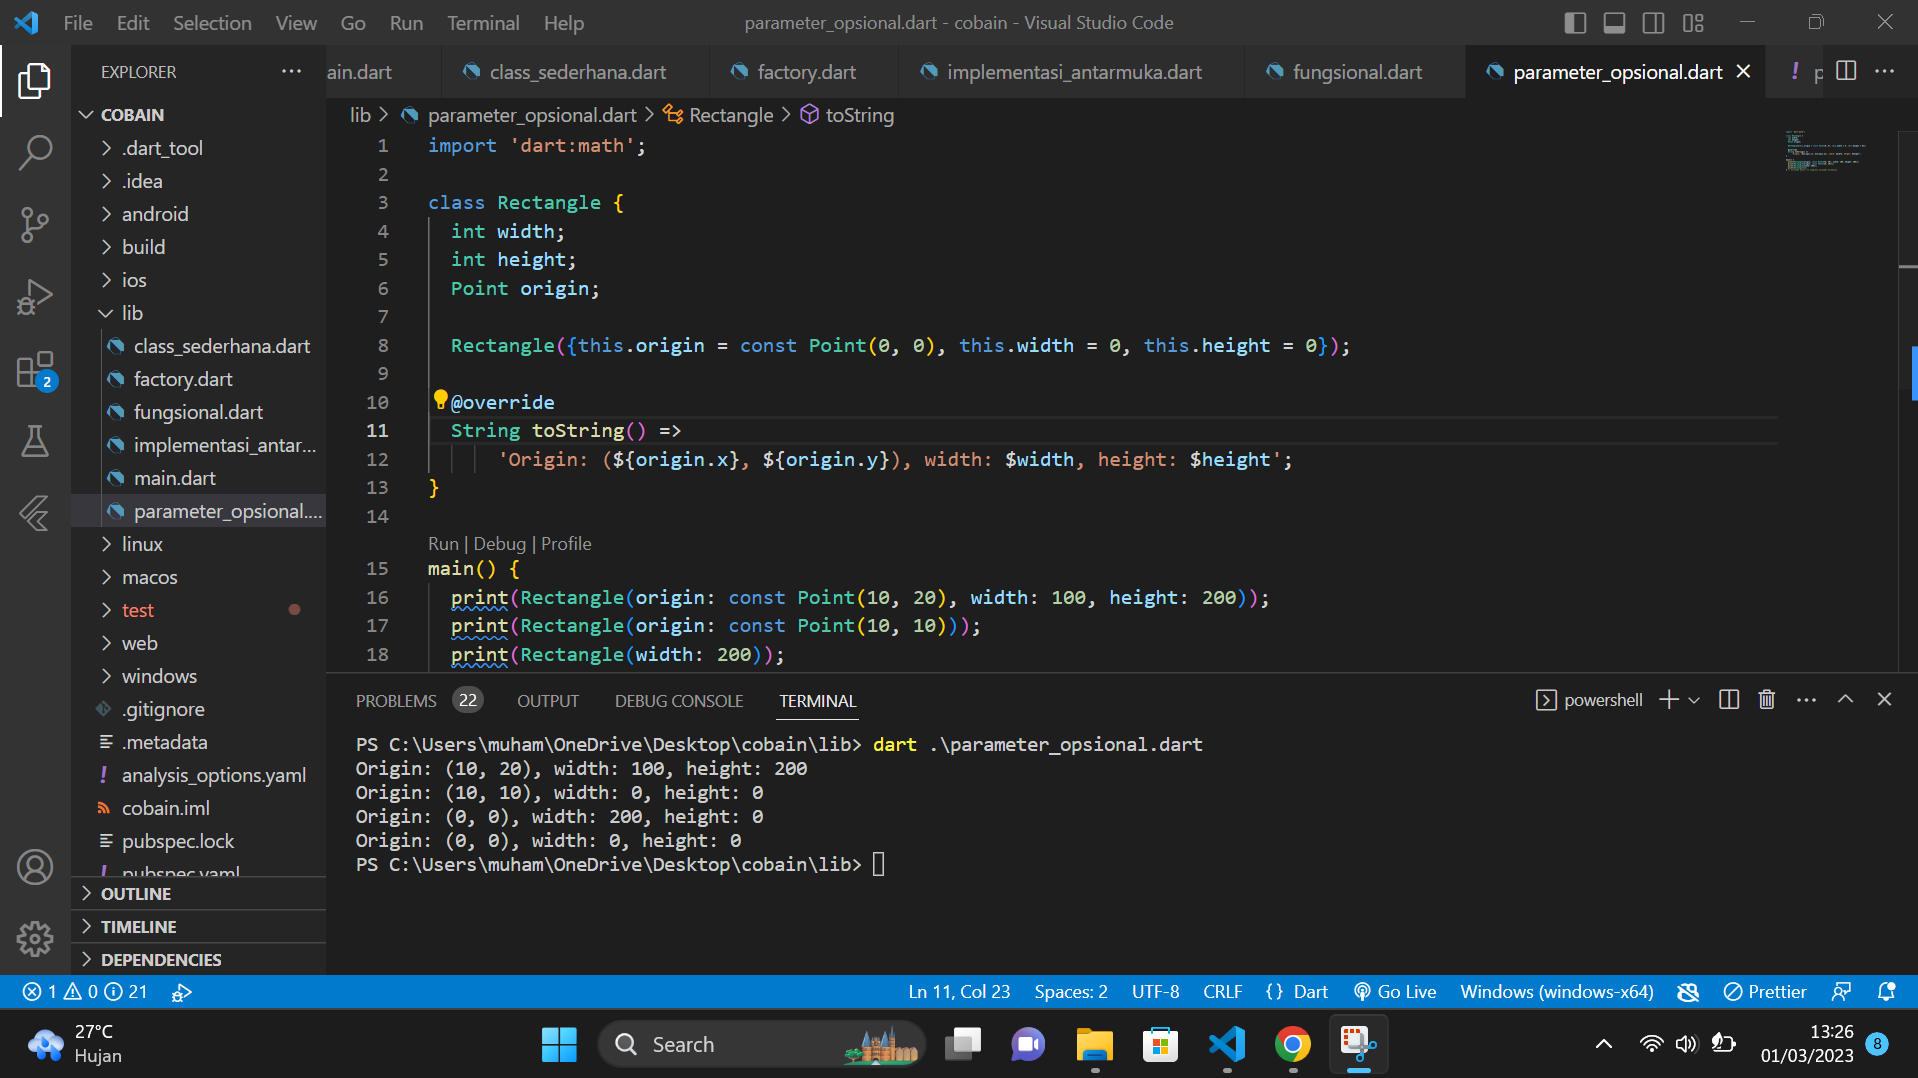 File Edit Selection View Go Run Terminal Help
parameter_opsional.dart - cobain - Visual Studio Code
EXPLORER
ain.dart
class_sederhana.dart
factory.dart
implementasi_antarmuka.dart
fungsional.dart
parameter_opsional.dart
! p
COBAIN
.dart_tool
.idea
android
build
ios
lib
class_sederhana.dart
factory.dart
fungsional.dart
implementasi_antar...
main.dart
parameter_opsional....
linux
macos
test
web
windows
.gitignore
.metadata
! analysis_options.yaml
cobain.iml
pubspec.lock
! pubspec.yaml
OUTLINE
TIMELINE
DEPENDENCIES
2
lib > parameter_opsional.dart > Rectangle > toString
1 import 'dart:math';
2
3 class Rectangle {
4 int width;
5 int height;
6 Point origin;
7
8 Rectangle({this.origin = const Point(0, 0), this.width = 0, this.height = 0});
9
10 @override
11 String toString() =>
12 'Origin: (${origin.x}, ${origin.y}), width: $width, height: $height';
13 }
14
Run | Debug | Profile
15 main() {
16 print(Rectangle(origin: const Point(10, 20), width: 100, height: 200));
17 print(Rectangle(origin: const Point(10, 10)));
18 print(Rectangle(width: 200));
PROBLEMS 22 OUTPUT DEBUG CONSOLE TERMINAL
powershell
PS C:\Users\muham\OneDrive\Desktop\cobain\lib> dart .\parameter_opsional.dart
Origin: (10, 20), width: 100, height: 200
Origin: (10, 10), width: 0, height: 0
Origin: (0, 0), width: 200, height: 0
Origin: (0, 0), width: 0, height: 0
PS C:\Users\muham\OneDrive\Desktop\cobain\lib>
1 0 21
Ln 11, Col 23 Spaces: 2 UTF-8 CRLF {} Dart Go Live Windows (windows-x64) Prettier
27°C
Hujan
Search
13:26
01/03/2023
8